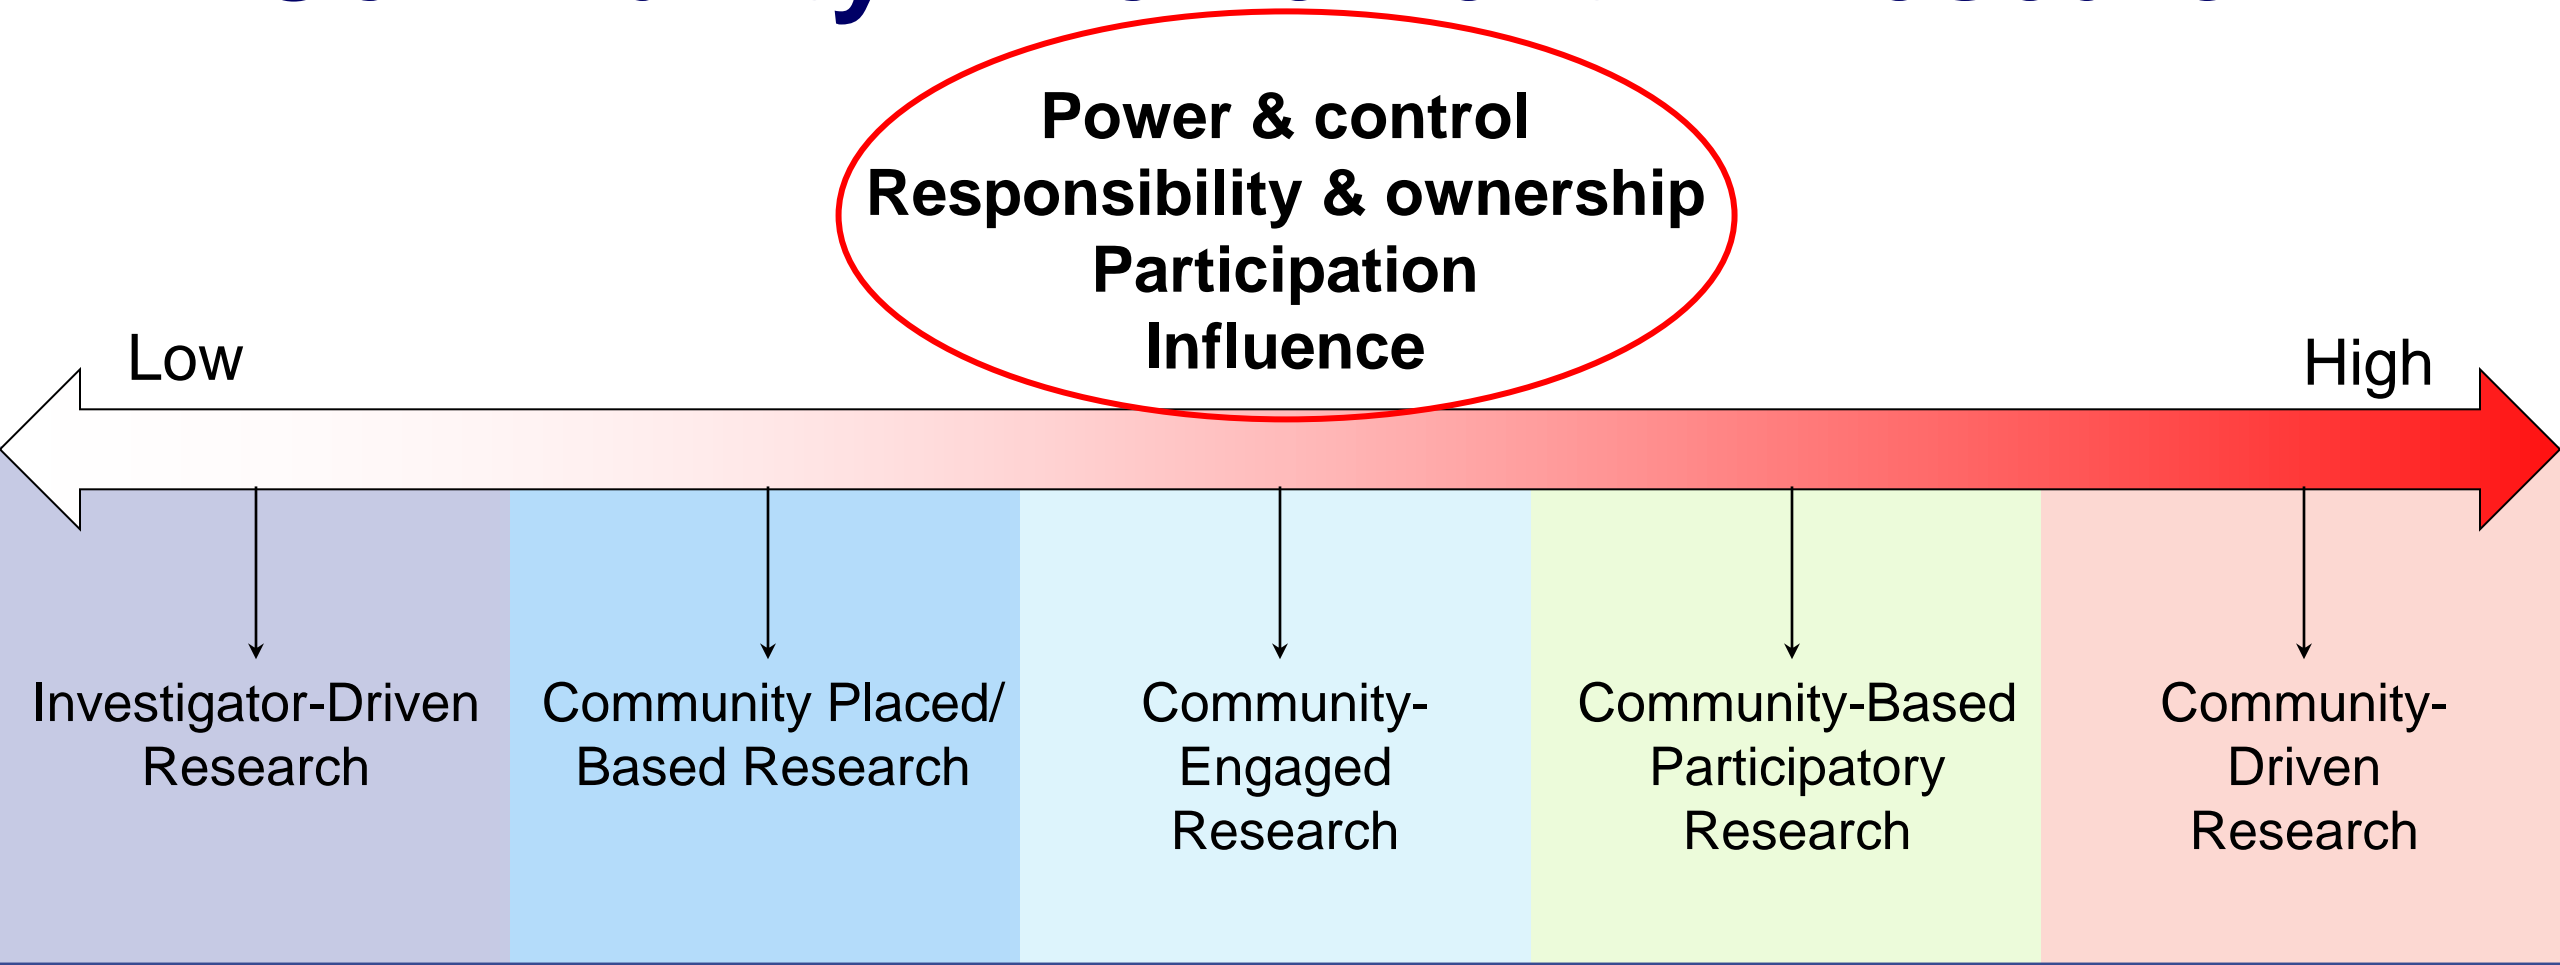 Power & control
Responsibility & ownership
Participation
Influence
Low
High
Investigator-Driven
Research
Community Placed/
Based Research
Community-
Engaged
Research
Community-Based
Participatory
Research
Community-
Driven
Research